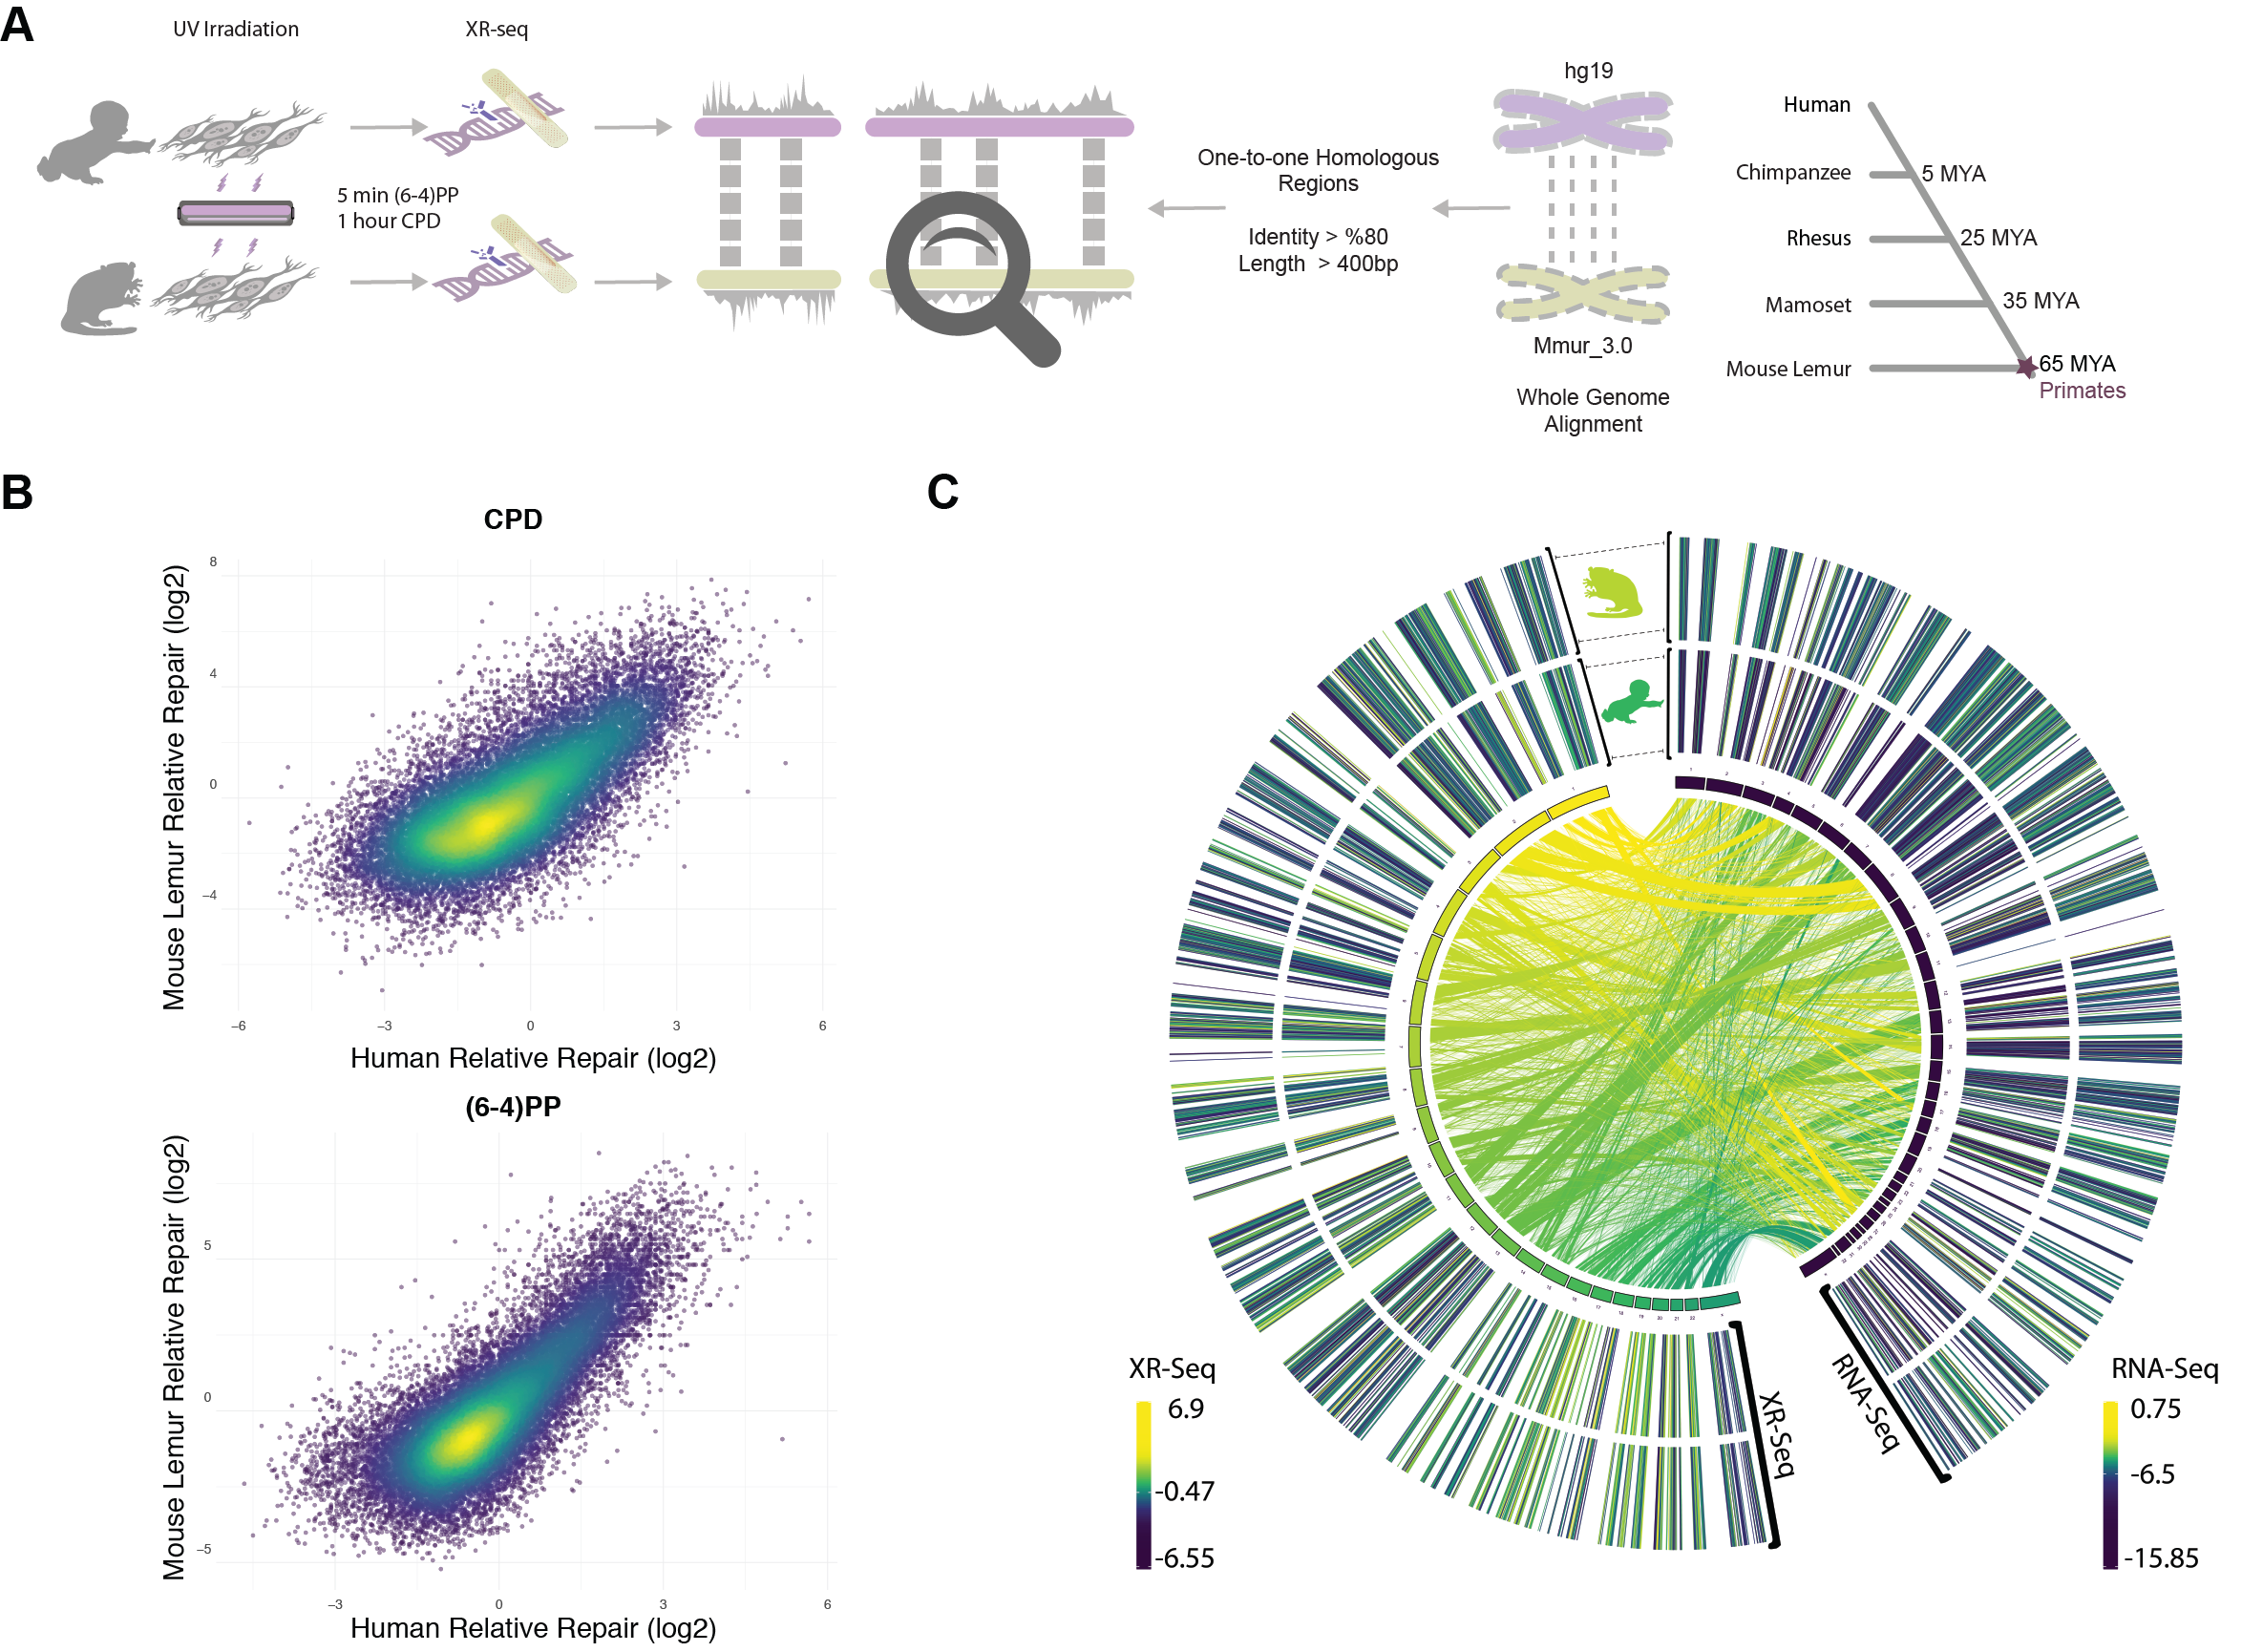 A
UV Irradiation
XR-seq
5 min (6-4)PP
1 hour CPD
One-to-one Homologous
Regions
Identity > %80
Length > 400bp
hg19
Mmur_3.0
Whole Genome
Alignment
Human
Chimpanzee
5 MYA
Rhesus
25 MYA
Mamoset
35 MYA
Mouse Lemur
65 MYA
Primates
B
CPD
Mouse Lemur Relative Repair (log2)
8
4
0
−4
−6
−3
0
3
6
Human Relative Repair (log2)
(6-4)PP
Mouse Lemur Relative Repair (log2)
5
0
−5
−3
0
3
6
Human Relative Repair (log2)
C
XR-Seq
RNA-Seq
XR-Seq
6.9
-0.47
-6.55
RNA-Seq
0.75
-6.5
-15.85